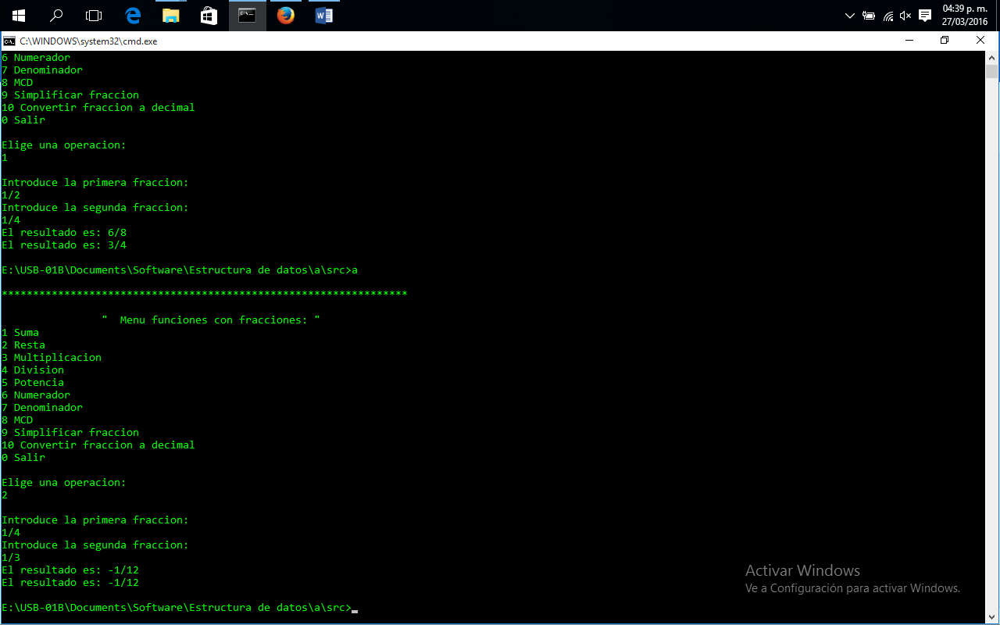 04:39 p. m.
27/03/2016
C:\WINDOWS\system32\cmd.exe
6 Numerador
7 Denominador
8 MCD
9 Simplificar fraccion
10 Convertir fraccion a decimal
0 Salir
Elige una operacion:
1
Introduce la primera fraccion:
1/2
Introduce la segunda fraccion:
1/4
El resultado es: 6/8
El resultado es: 3/4
E:\USB-01B\Documents\Software\Estructura de datos\a\src>a
*****************************************************************
"  Menu funciones con fracciones: "
1 Suma
2 Resta
3 Multiplicacion
4 Division
5 Potencia
6 Numerador
7 Denominador
8 MCD
9 Simplificar fraccion
10 Convertir fraccion a decimal
0 Salir
Elige una operacion:
2
Introduce la primera fraccion:
1/4
Introduce la segunda fraccion:
1/3
El resultado es: -1/12
El resultado es: -1/12
E:\USB-01B\Documents\Software\Estructura de datos\a\src>
Activar Windows
Ve a Configuración para activar Windows.